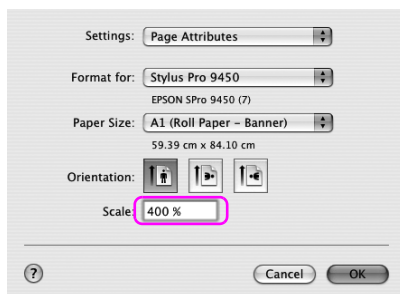 Settings: Page Attributes
Format for: Stylus Pro 9450
EPSON SPro 9450 (7)
Paper Size: A1 (Roll Paper – Banner)
59.39 cm x 84.10 cm
Orientation:
Scale: 400 %
? Cancel OK